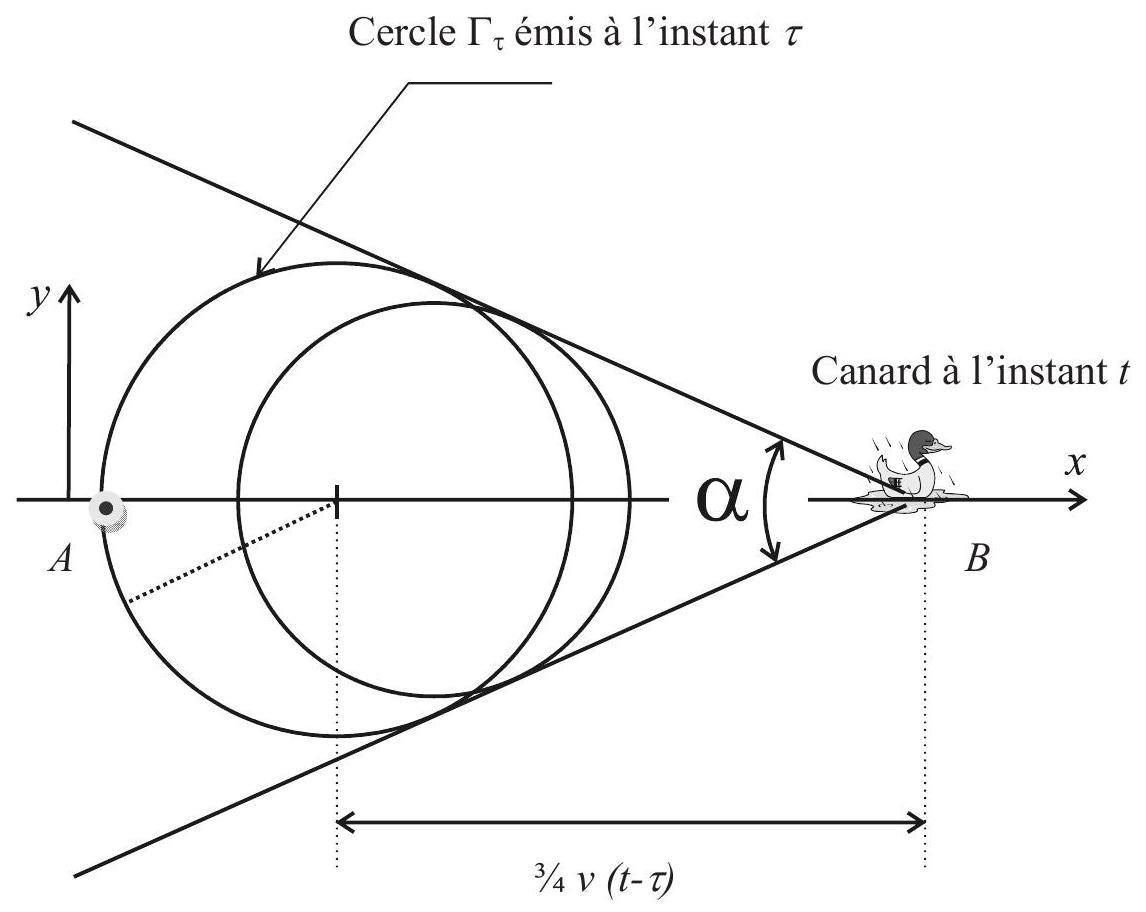 Cercle Γτ émis à l’instant τ
y
Canard à l’instant t
x
α
A
B
¾ v (t-τ)